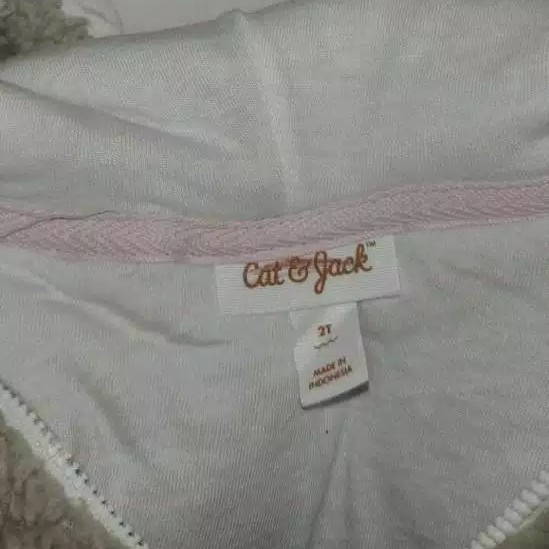 Cat & Jack™
2T
MADE IN
INDONESIA